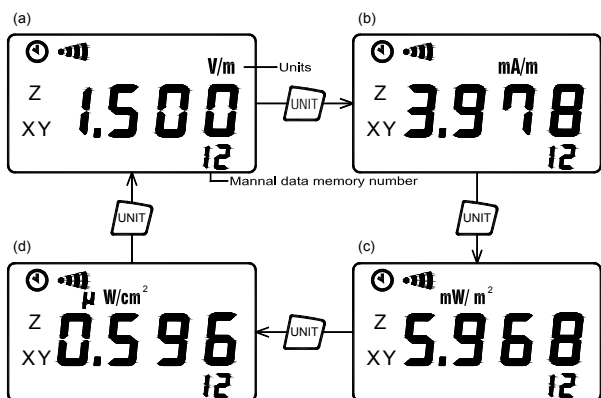 (a)
(b)
V/m
Units
mA/m
Z
XY
1.500
UNIT
Z
XY
3.978
12
Mannal data memory number
12
UNIT
UNIT
(d)
(c)
μ W/cm²
mW/ m²
Z
XY
0.596
UNIT
Z
XY
5.968
12
12